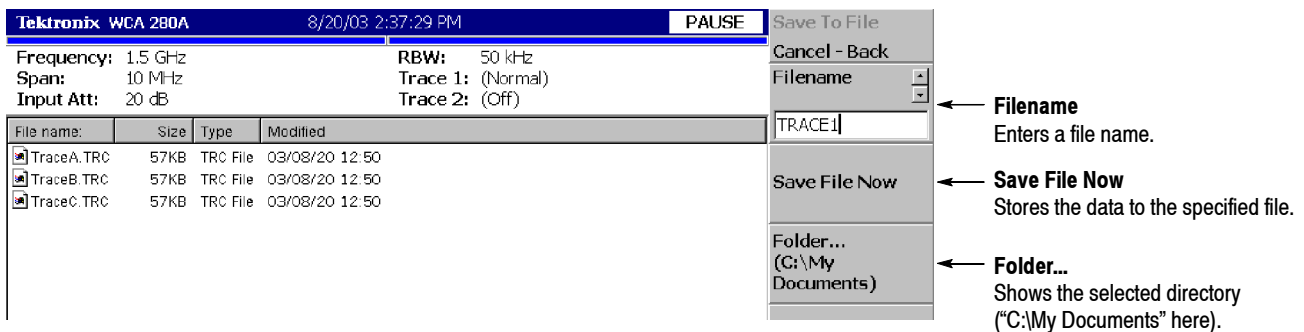 Tektronix WCA 280A 8/20/03 2:37:29 PM PAUSE
Frequency: 1.5 GHz RBW: 50 kHz
Span: 10 MHz Trace 1: (Normal)
Input Att: 20 dB Trace 2: (Off)
File name: Size Type Modified
TraceA.TRC 57KB TRC File 03/08/20 12:50
TraceB.TRC 57KB TRC File 03/08/20 12:50
TraceC.TRC 57KB TRC File 03/08/20 12:50
Save To File
Cancel - Back
Filename
TRACE1
Save File Now
Folder...
(C:\My
Documents)
Filename
Enters a file name.
Save File Now
Stores the data to the specified file.
Folder...
Shows the selected directory
(“C:\My Documents” here).